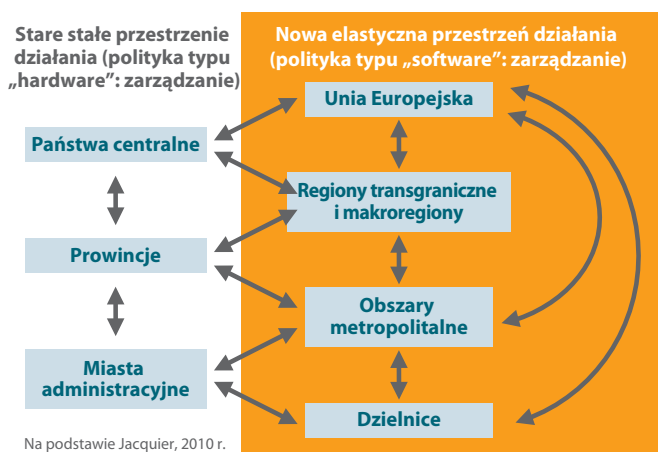 Stare stałe przestrzenie
działania (polityka typu
„hardware”: zarządzanie)
Państwa centralne
Prowincje
Miasta
administracyjne
Na podstawie Jacquier, 2010 r.
Nowa elastyczna przestrzeń działania
(polityka typu „software”: zarządzanie)
Unia Europejska
Regiony transgraniczne
i makroregiony
Obszary
metropolitalne
Dzielnice